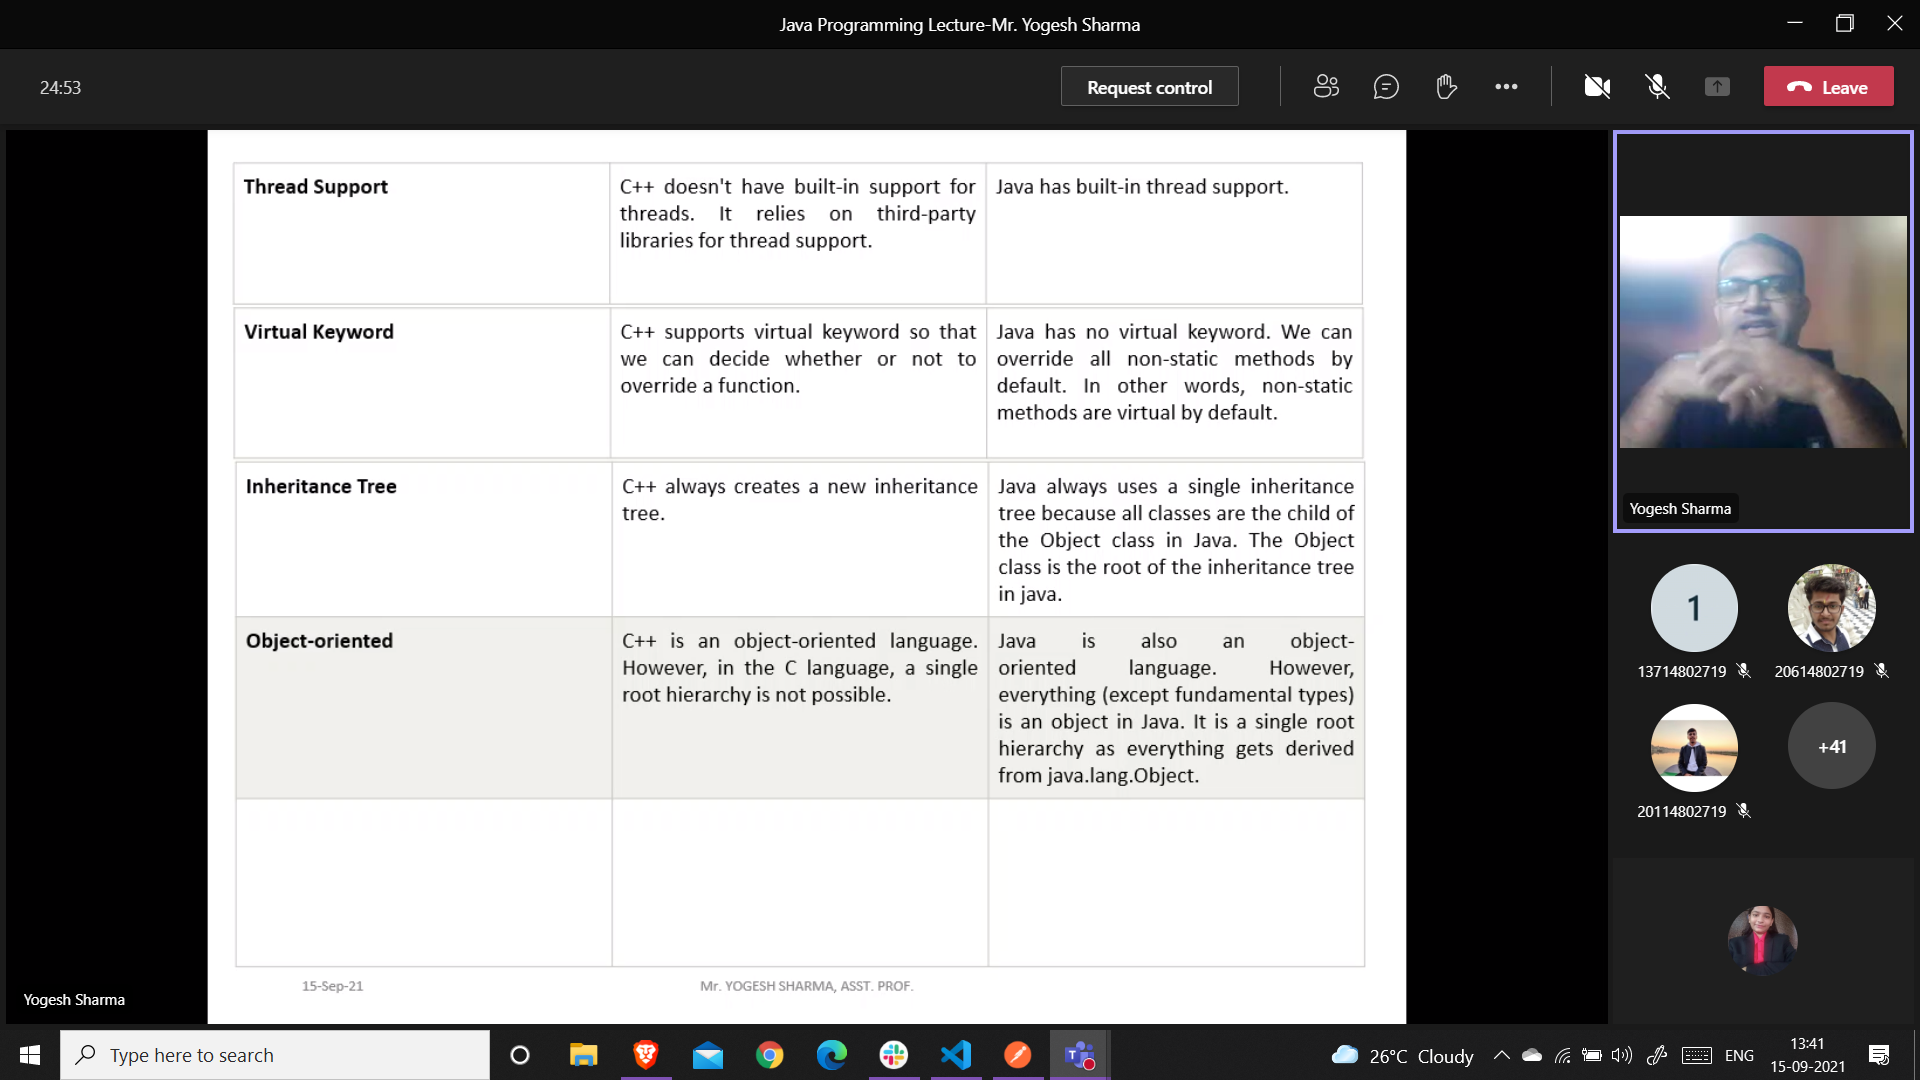 Java Programming Lecture-Mr. Yogesh Sharma
24:53
Request control
Leave
Thread Support
C++ doesn't have built-in support for
threads. It relies on third-party
libraries for thread support.
Java has built-in thread support.
Virtual Keyword
C++ supports virtual keyword so that
we can decide whether or not to
override a function.
Java has no virtual keyword. We can
override all non-static methods by
default. In other words, non-static
methods are virtual by default.
Inheritance Tree
C++ always creates a new inheritance
tree.
Java always uses a single inheritance
tree because all classes are the child of
the Object class in Java. The Object
class is the root of the inheritance tree
in java.
Object-oriented
C++ is an object-oriented language.
However, in the C language, a single
root hierarchy is not possible.
Java is also an object-
oriented language. However,
everything (except fundamental types)
is an object in Java. It is a single root
hierarchy as everything gets derived
from java.lang.Object.
15-Sep-21
Mr. YOGESH SHARMA, ASST. PROF.
Yogesh Sharma
Yogesh Sharma
1
13714802719
20614802719
20114802719
+41
Type here to search
26°C Cloudy
ENG
13:41
15-09-2021